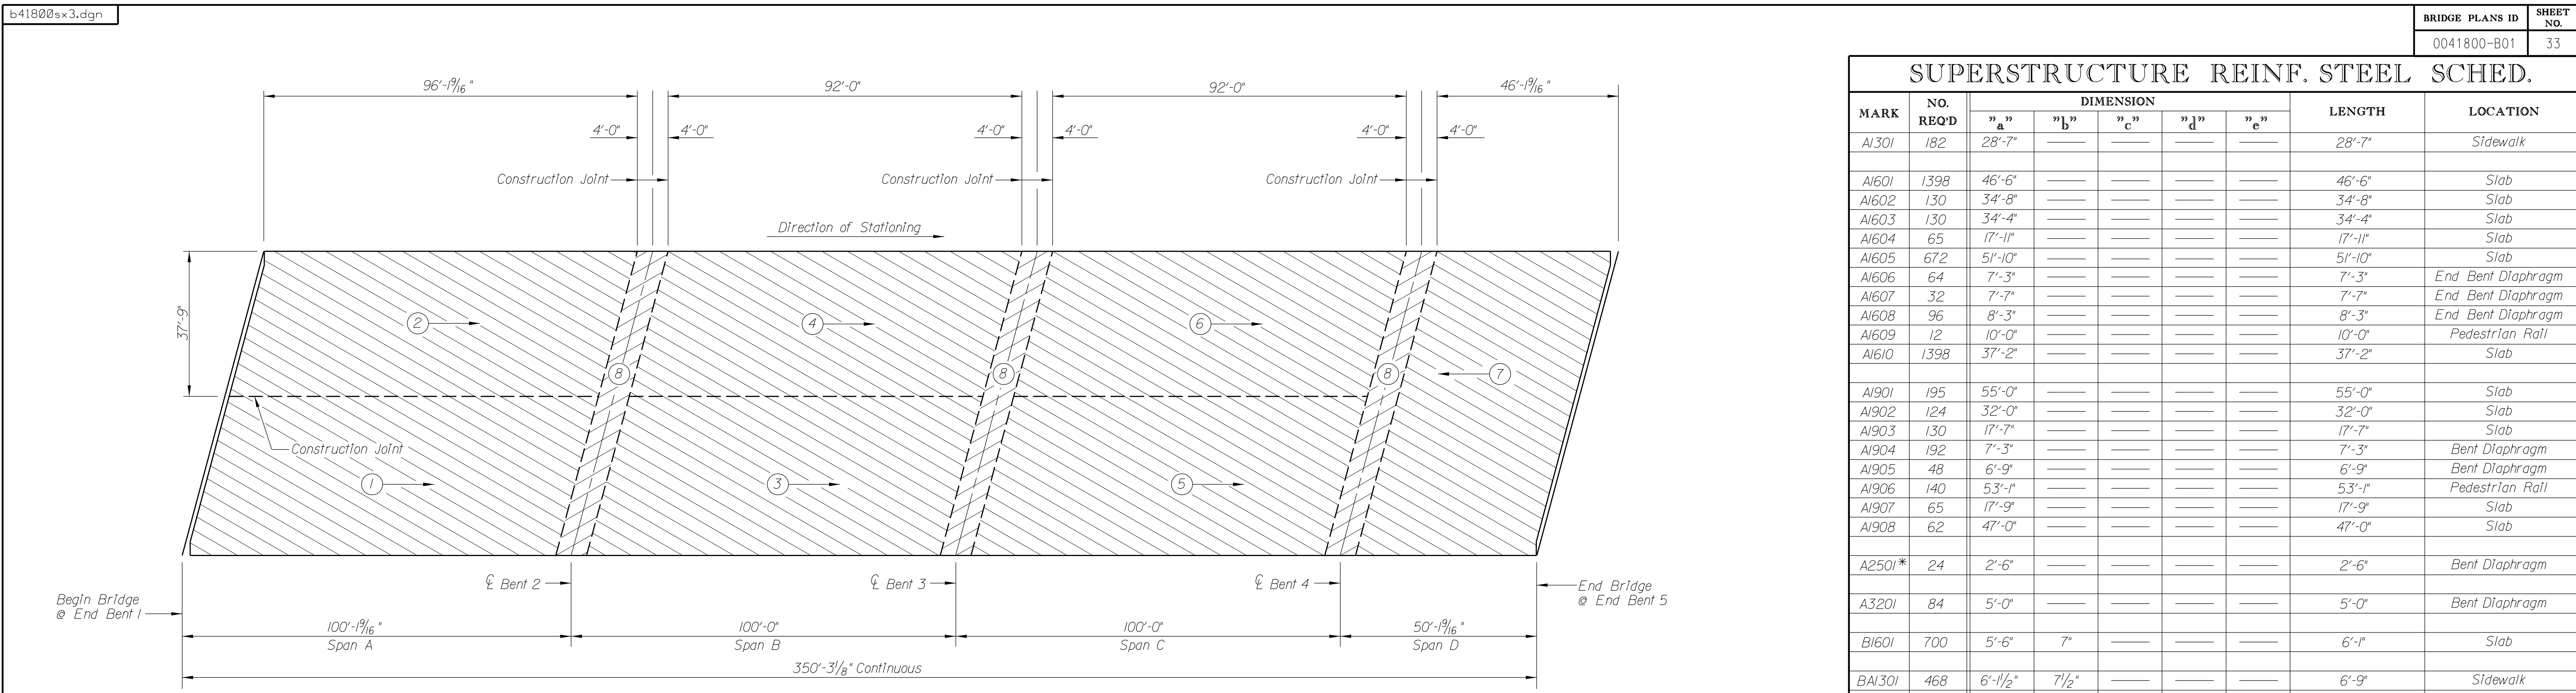 b41800sx3.dgn
BRIDGE PLANS ID SHEET NO.
0041800-B01 33
96'-1 9/16" 92'-0" 92'-0" 46'-1 9/16"
4'-0" 4'-0" 4'-0" 4'-0" 4'-0" 4'-0"
Construction Joint Construction Joint Construction Joint
Direction of Stationing
37'-9"
2 4 6
8 8 8 7
Construction Joint
1 3 5
℄ Bent 2 ℄ Bent 3 ℄ Bent 4
Begin Bridge
@ End Bent 1
End Bridge
@ End Bent 5
100'-1 9/16" 100'-0" 100'-0" 50'-1 9/16"
Span A Span B Span C Span D
350'-3 1/8" Continuous
SUPERSTRUCTURE REINF. STEEL SCHED.
MARK NO. REQ'D DIMENSION LENGTH LOCATION
"a" "b" "c" "d" "e"
A1301 182 28'-7" —— —— —— —— 28'-7" Sidewalk
A1601 1398 46'-6" —— —— —— —— 46'-6" Slab
A1602 130 34'-8" —— —— —— —— 34'-8" Slab
A1603 130 34'-4" —— —— —— —— 34'-4" Slab
A1604 65 17'-11" —— —— —— —— 17'-11" Slab
A1605 672 51'-10" —— —— —— —— 51'-10" Slab
A1606 64 7'-3" —— —— —— —— 7'-3" End Bent Diaphragm
A1607 32 7'-7" —— —— —— —— 7'-7" End Bent Diaphragm
A1608 96 8'-3" —— —— —— —— 8'-3" End Bent Diaphragm
A1609 12 10'-0" —— —— —— —— 10'-0" Pedestrian Rail
A1610 1398 37'-2" —— —— —— —— 37'-2" Slab
A1901 195 55'-0" —— —— —— —— 55'-0" Slab
A1902 124 32'-0" —— —— —— —— 32'-0" Slab
A1903 130 17'-7" —— —— —— —— 17'-7" Slab
A1904 192 7'-3" —— —— —— —— 7'-3" Bent Diaphragm
A1905 48 6'-9" —— —— —— —— 6'-9" Bent Diaphragm
A1906 140 53'-1" —— —— —— —— 53'-1" Pedestrian Rail
A1907 65 17'-9" —— —— —— —— 17'-9" Slab
A1908 62 47'-0" —— —— —— —— 47'-0" Slab
A2501* 24 2'-6" —— —— —— —— 2'-6" Bent Diaphragm
A3201 84 5'-0" —— —— —— —— 5'-0" Bent Diaphragm
B1601 700 5'-6" 7" —— —— —— 6'-1" Slab
BA1301 468 6'-1 1/2" 7 1/2" —— —— —— 6'-9" Sidewalk